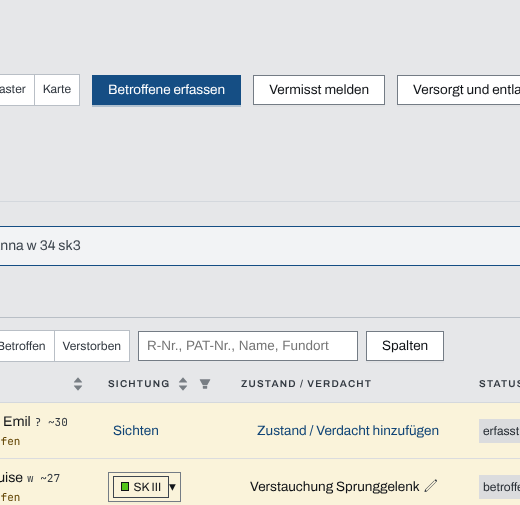 aster Karte Betroffene erfassen Vermisst melden Versorgt und entla
nna w 34 sk3
Betroffen Verstorben R-Nr., PAT-Nr., Name, Fundort Spalten
SICHTUNG ZUSTAND / VERDACHT STATUS
Emil ? ~30 Sichten Zustand / Verdacht hinzufügen erfasst
fen
uise w ~27 SK III Verstauchung Sprunggelenk betroffe
fen